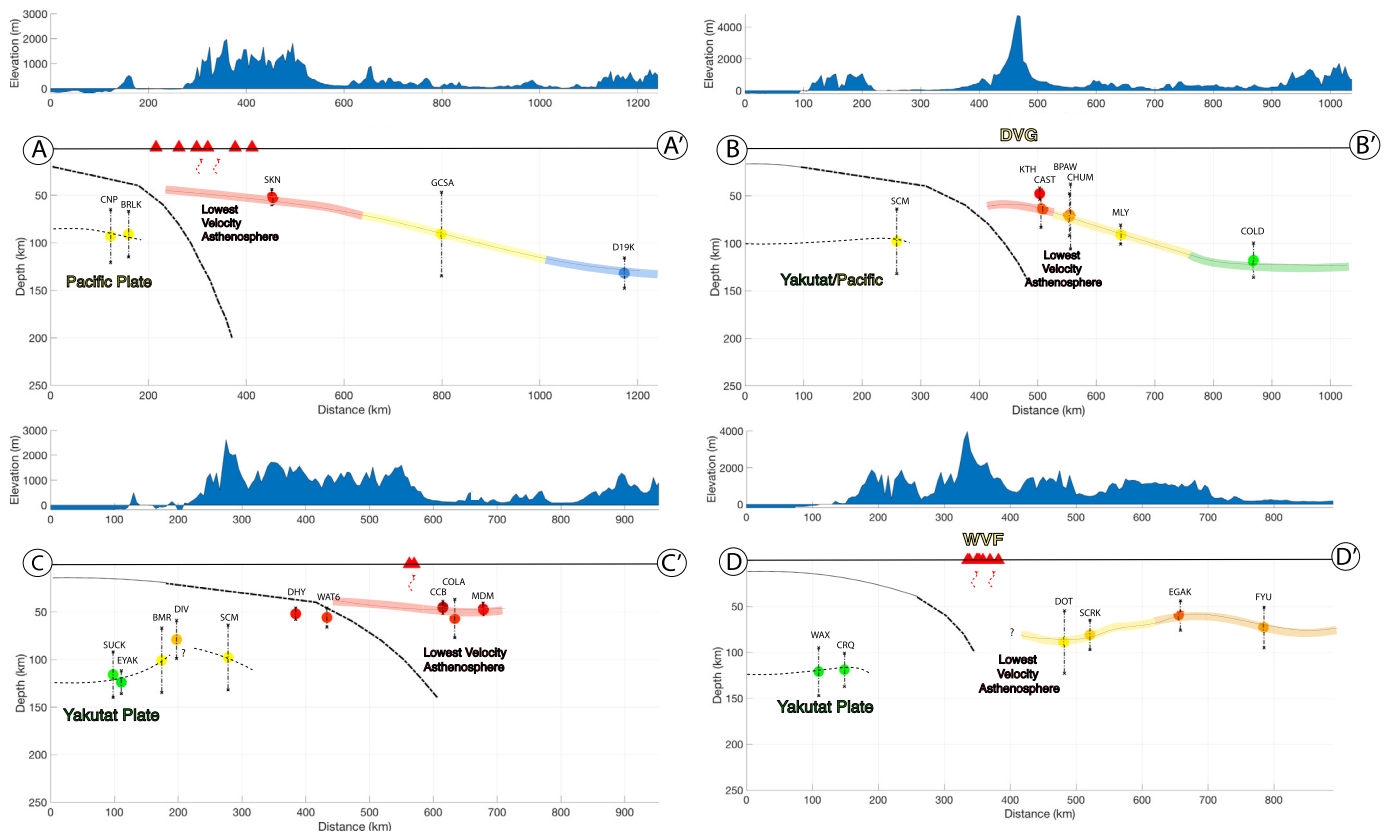 Elevation (m)
3000
2000
1000
0
0
200
400
600
800
1000
1200
A
A′
SKN
GCSA
CNP
BRLK
D19K
Lowest
Velocity
Asthenosphere
Pacific Plate
Depth (km)
50
100
150
200
250
0
200
400
600
800
1000
1200
Distance (km)
Elevation (m)
4000
2000
0
0
100
200
300
400
500
600
700
800
900
1000
DVG
B
B′
KTH
BPAW
CAST
CHUM
SCM
MLY
COLD
Lowest
Velocity
Asthenosphere
Yakutat/Pacific
Depth (km)
50
100
150
200
250
0
100
200
300
400
500
600
700
800
900
1000
Distance (km)
Elevation (m)
3000
2000
1000
0
0
100
200
300
400
500
600
700
800
900
C
C′
COLA
CCB
DHY
WAT6
MDM
DIV
BMR
SCM
SUCK
EYAK
?
Lowest Velocity
Asthenosphere
Yakutat Plate
Depth (km)
50
100
150
200
250
0
100
200
300
400
500
600
700
800
900
Distance (km)
Elevation (m)
4000
2000
0
0
100
200
300
400
500
600
700
800
WVF
D
D′
EGAK
DOT
FYU
SCRK
?
WAX
CRQ
Lowest
Velocity
Asthenosphere
Yakutat Plate
Depth (km)
50
100
150
200
250
0
100
200
300
400
500
600
700
800
Distance (km)